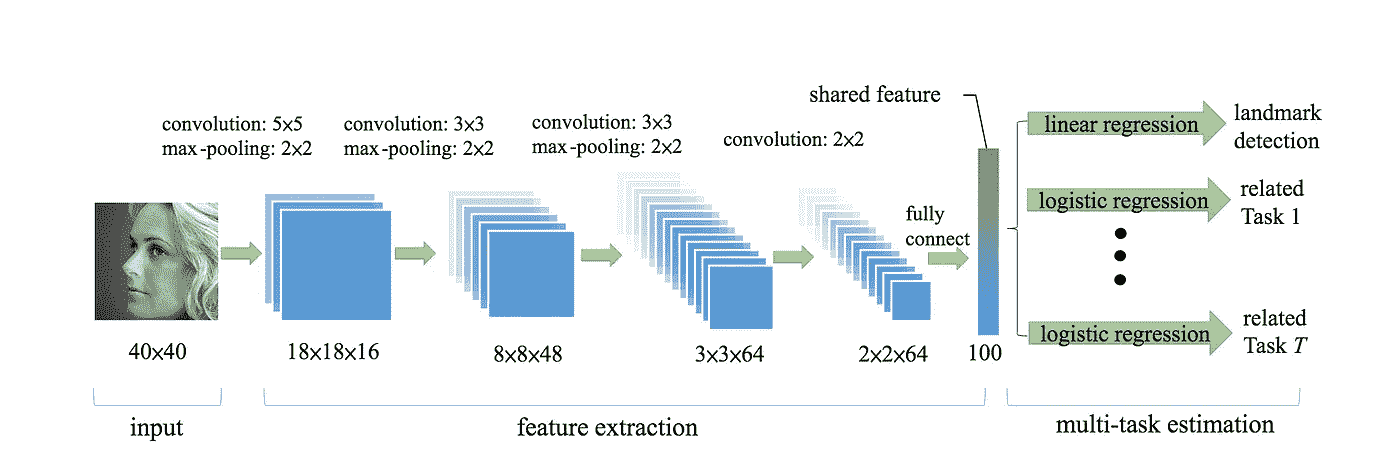 shared feature
convolution: 5×5
max-pooling: 2×2
convolution: 3×3
max-pooling: 2×2
convolution: 3×3
max-pooling: 2×2
convolution: 2×2
fully
connect
linear regression
landmark
detection
logistic regression
related
Task 1
logistic regression
related
Task T
40×40
18×18×16
8×8×48
3×3×64
2×2×64
100
input
feature extraction
multi-task estimation